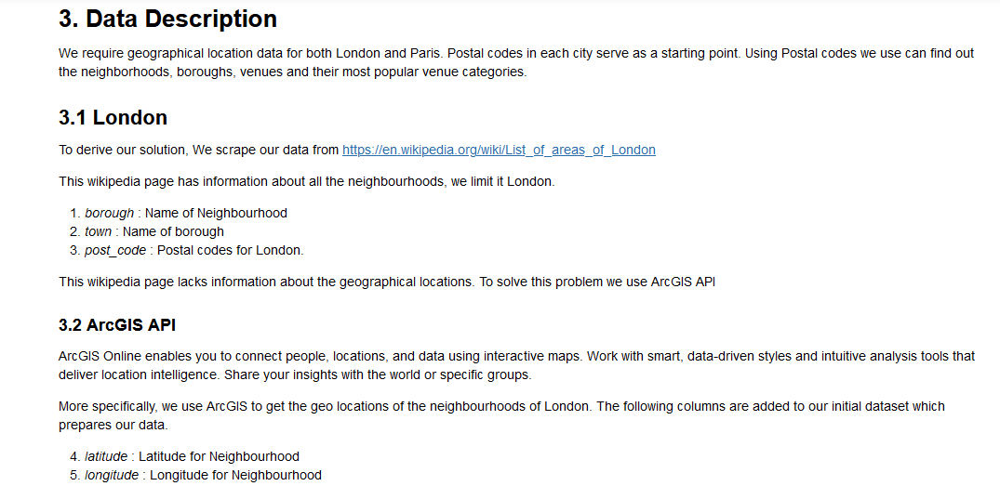 3. Data Description
We require geographical location data for both London and Paris. Postal codes in each city serve as a starting point. Using Postal codes we use can find out
the neighborhoods, boroughs, venues and their most popular venue categories.
3.1 London
To derive our solution, We scrape our data from https://en.wikipedia.org/wiki/List_of_areas_of_London
This wikipedia page has information about all the neighbourhoods, we limit it London.
1. borough : Name of Neighbourhood
2. town : Name of borough
3. post_code : Postal codes for London.
This wikipedia page lacks information about the geographical locations. To solve this problem we use ArcGIS API
3.2 ArcGIS API
ArcGIS Online enables you to connect people, locations, and data using interactive maps. Work with smart, data-driven styles and intuitive analysis tools that
deliver location intelligence. Share your insights with the world or specific groups.
More specifically, we use ArcGIS to get the geo locations of the neighbourhoods of London. The following columns are added to our initial dataset which
prepares our data.
4. latitude : Latitude for Neighbourhood
5. longitude : Longitude for Neighbourhood